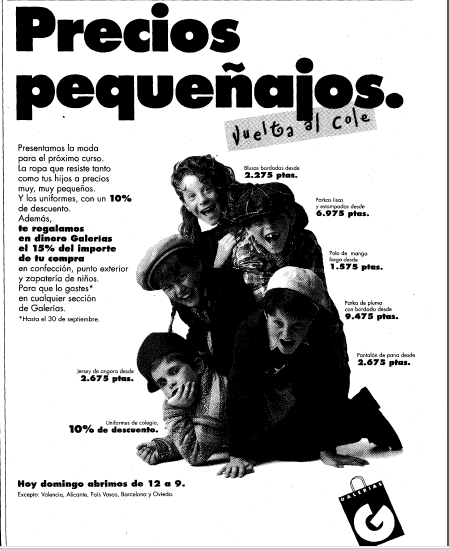 Precios
pequeñajos.
Vuelta al cole
Presentamos la moda
para el próximo curso.
La ropa que resiste tanto
como tus hijos a precios
muy, muy pequeños.
Y los uniformes, con un 10%
de descuento.
Además,
te regalamos
en dinero Galerías
el 15% del importe
de tu compra
en confección, punto exterior
y zapatería de niños.
Para que lo gastes*
en cualquier sección
de Galerías.
*Hasta el 30 de septiembre.
Blusas bordadas desde
2.275 ptas.
Parkas lisas
y estampadas desde
6.975 ptas.
Polo de manga
larga desde
1.575 ptas.
Parka de pluma
con bordado desde
9.475 ptas.
Pantalón de pana desde
2.675 ptas.
Jersey de angora desde
2.675 ptas.
Uniformes de colegio,
10% de descuento.
Hoy domingo abrimos de 12 a 9.
Excepto: Valencia, Alicante, País Vasco, Barcelona y Oviedo.
GALERIAS
G